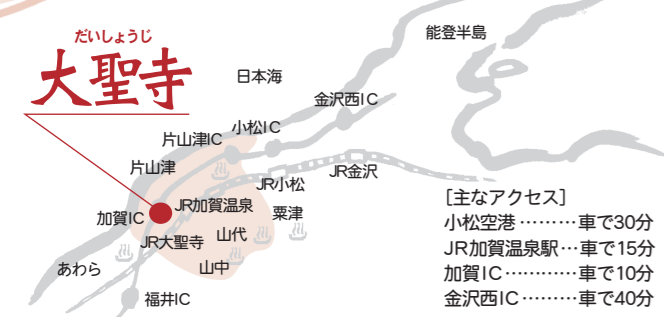 だいしょうじ
大聖寺
能登半島
日本海
金沢西IC
小松IC
片山津IC
片山津
JR金沢
JR小松
JR加賀温泉
粟津
加賀IC
山代
JR大聖寺
山中
あわら
福井IC
［主なアクセス］
小松空港………車で30分
JR加賀温泉駅…車で15分
加賀IC…………車で10分
金沢西IC………車で40分